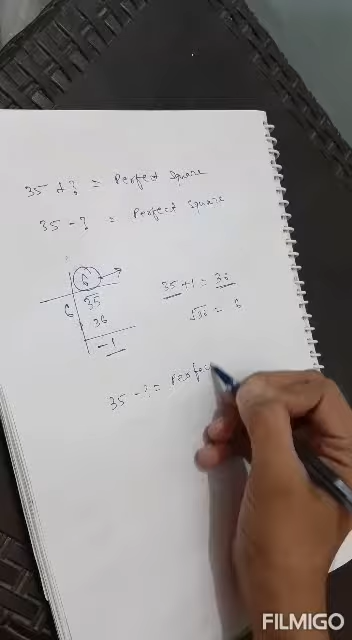 35 + ? = Perfect Square
35 - ? = Perfect Square
6
6 35
36
-1
35 + 1 = 36
√36 = 6
35 - ? = Perfec
FILMIGO